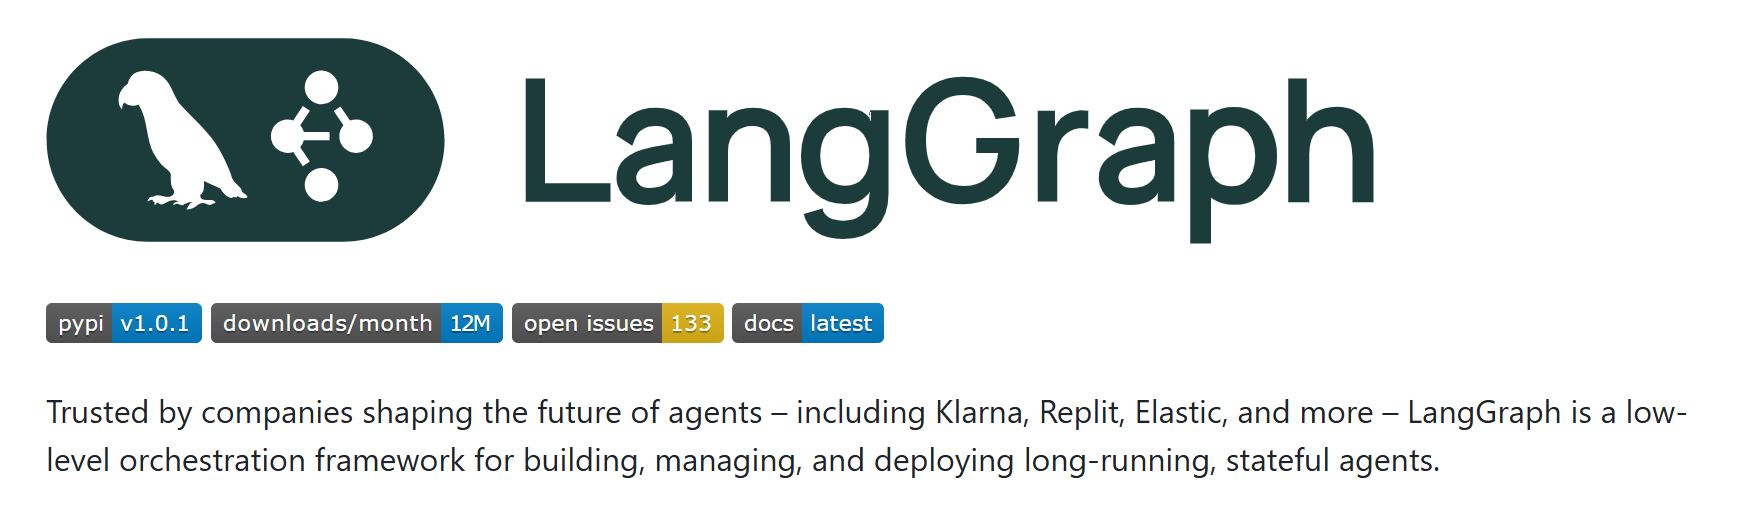 LangGraph
pypi v1.0.1 downloads/month 12M open issues 133 docs latest
Trusted by companies shaping the future of agents – including Klarna, Replit, Elastic, and more – LangGraph is a low-
level orchestration framework for building, managing, and deploying long-running, stateful agents.